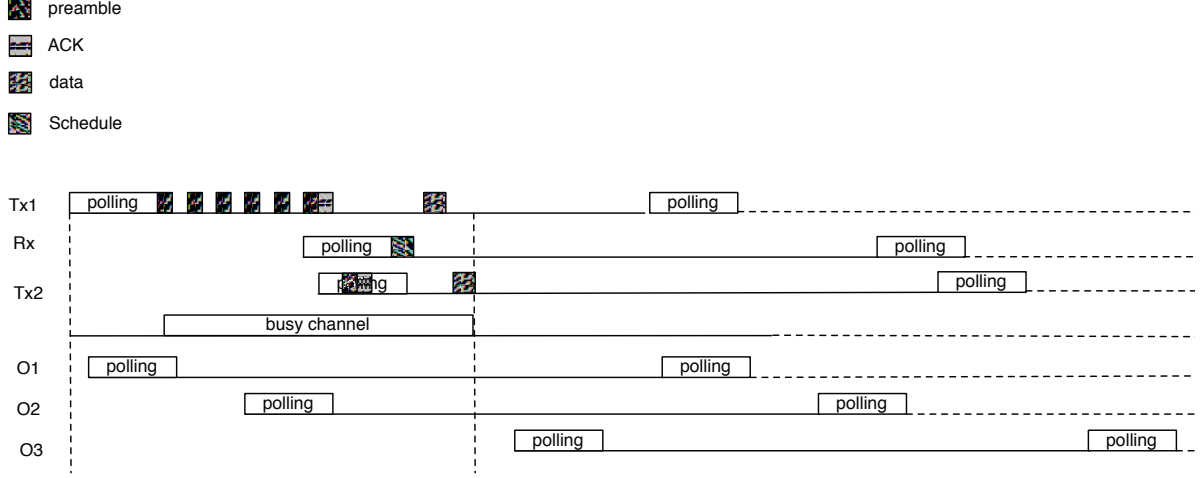 preamble
ACK
data
Schedule
Tx1 polling polling
Rx polling polling
Tx2 polling polling
busy channel
O1 polling polling
O2 polling polling
O3 polling polling